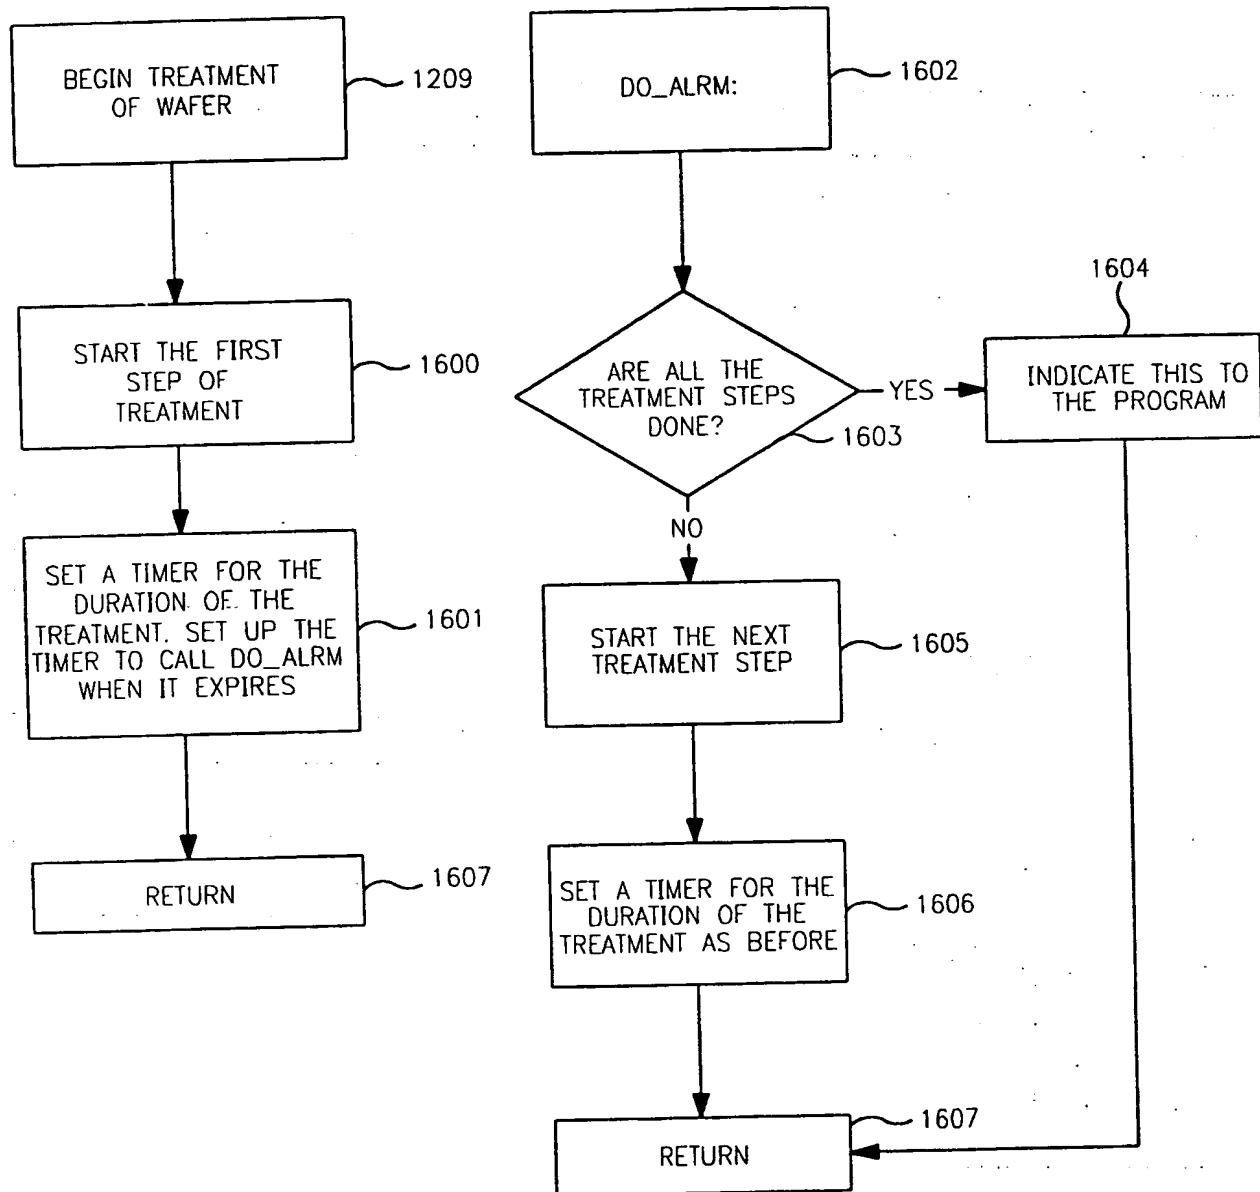 BEGIN TREATMENT
OF WAFER
1209
START THE FIRST
STEP OF
TREATMENT
1600
SET A TIMER FOR THE
DURATION OF THE
TREATMENT. SET UP THE
TIMER TO CALL DO_ALRM
WHEN IT EXPIRES
1601
RETURN
1607
DO_ALRM:
1602
ARE ALL THE
TREATMENT STEPS
DONE?
1603
YES
1604
INDICATE THIS TO
THE PROGRAM
NO
START THE NEXT
TREATMENT STEP
1605
SET A TIMER FOR THE
DURATION OF THE
TREATMENT AS BEFORE
1606
RETURN
1607